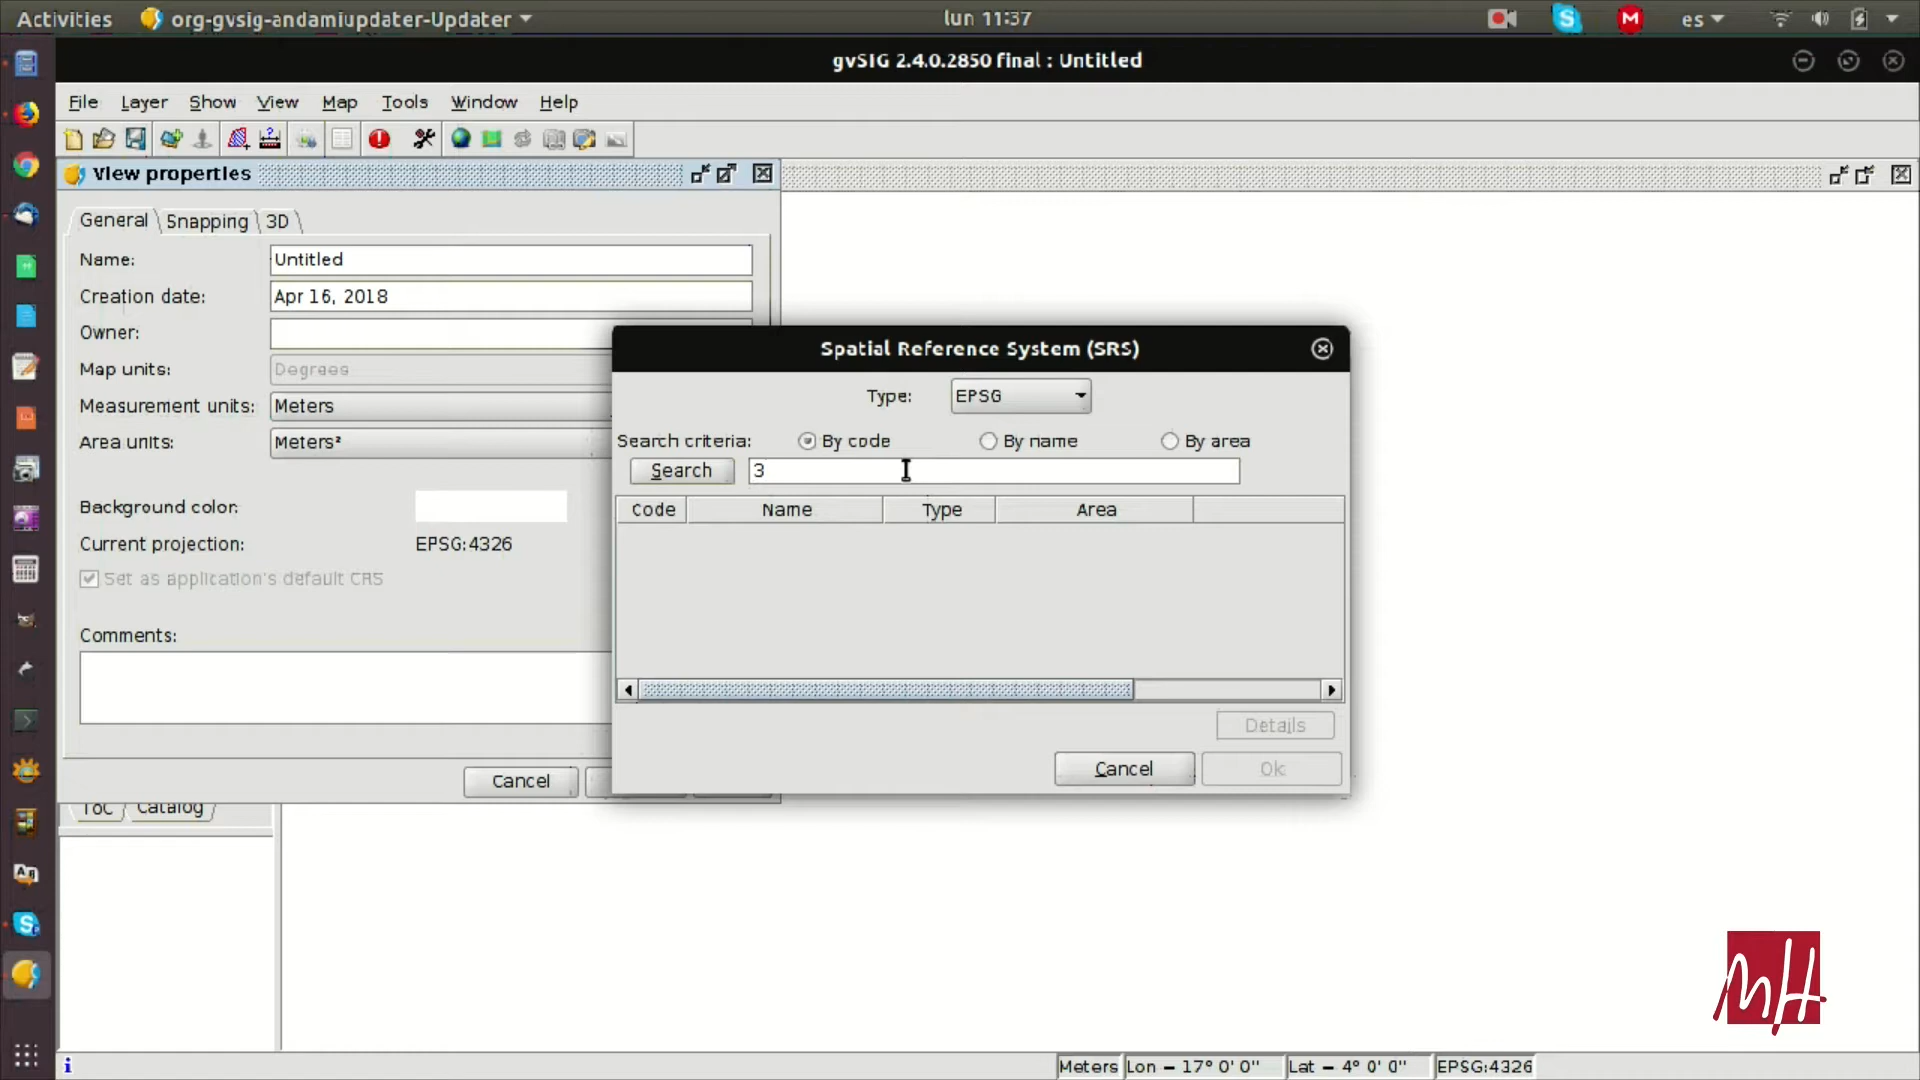 Activities org-gvsig-andamiupdater-Updater lun 11:37 es
gvSIG 2.4.0.2850 final : Untitled
File Layer Show View Map Tools Window Help
View properties
General Snapping 3D
Name: Untitled
Creation date: Apr 16, 2018
Owner:
Map units: Degrees
Measurement units: Meters
Area units: Meters²
Background color:
Current projection: EPSG:4326
Set as application's default CRS
Comments:
Cancel
Spatial Reference System (SRS)
Type: EPSG
Search criteria: By code By name By area
Search 3
Code Name Type Area
Details
Cancel Ok
ToC Catalog
MH
Meters Lon = 17° 0' 0'' Lat = 4° 0' 0'' EPSG:4326